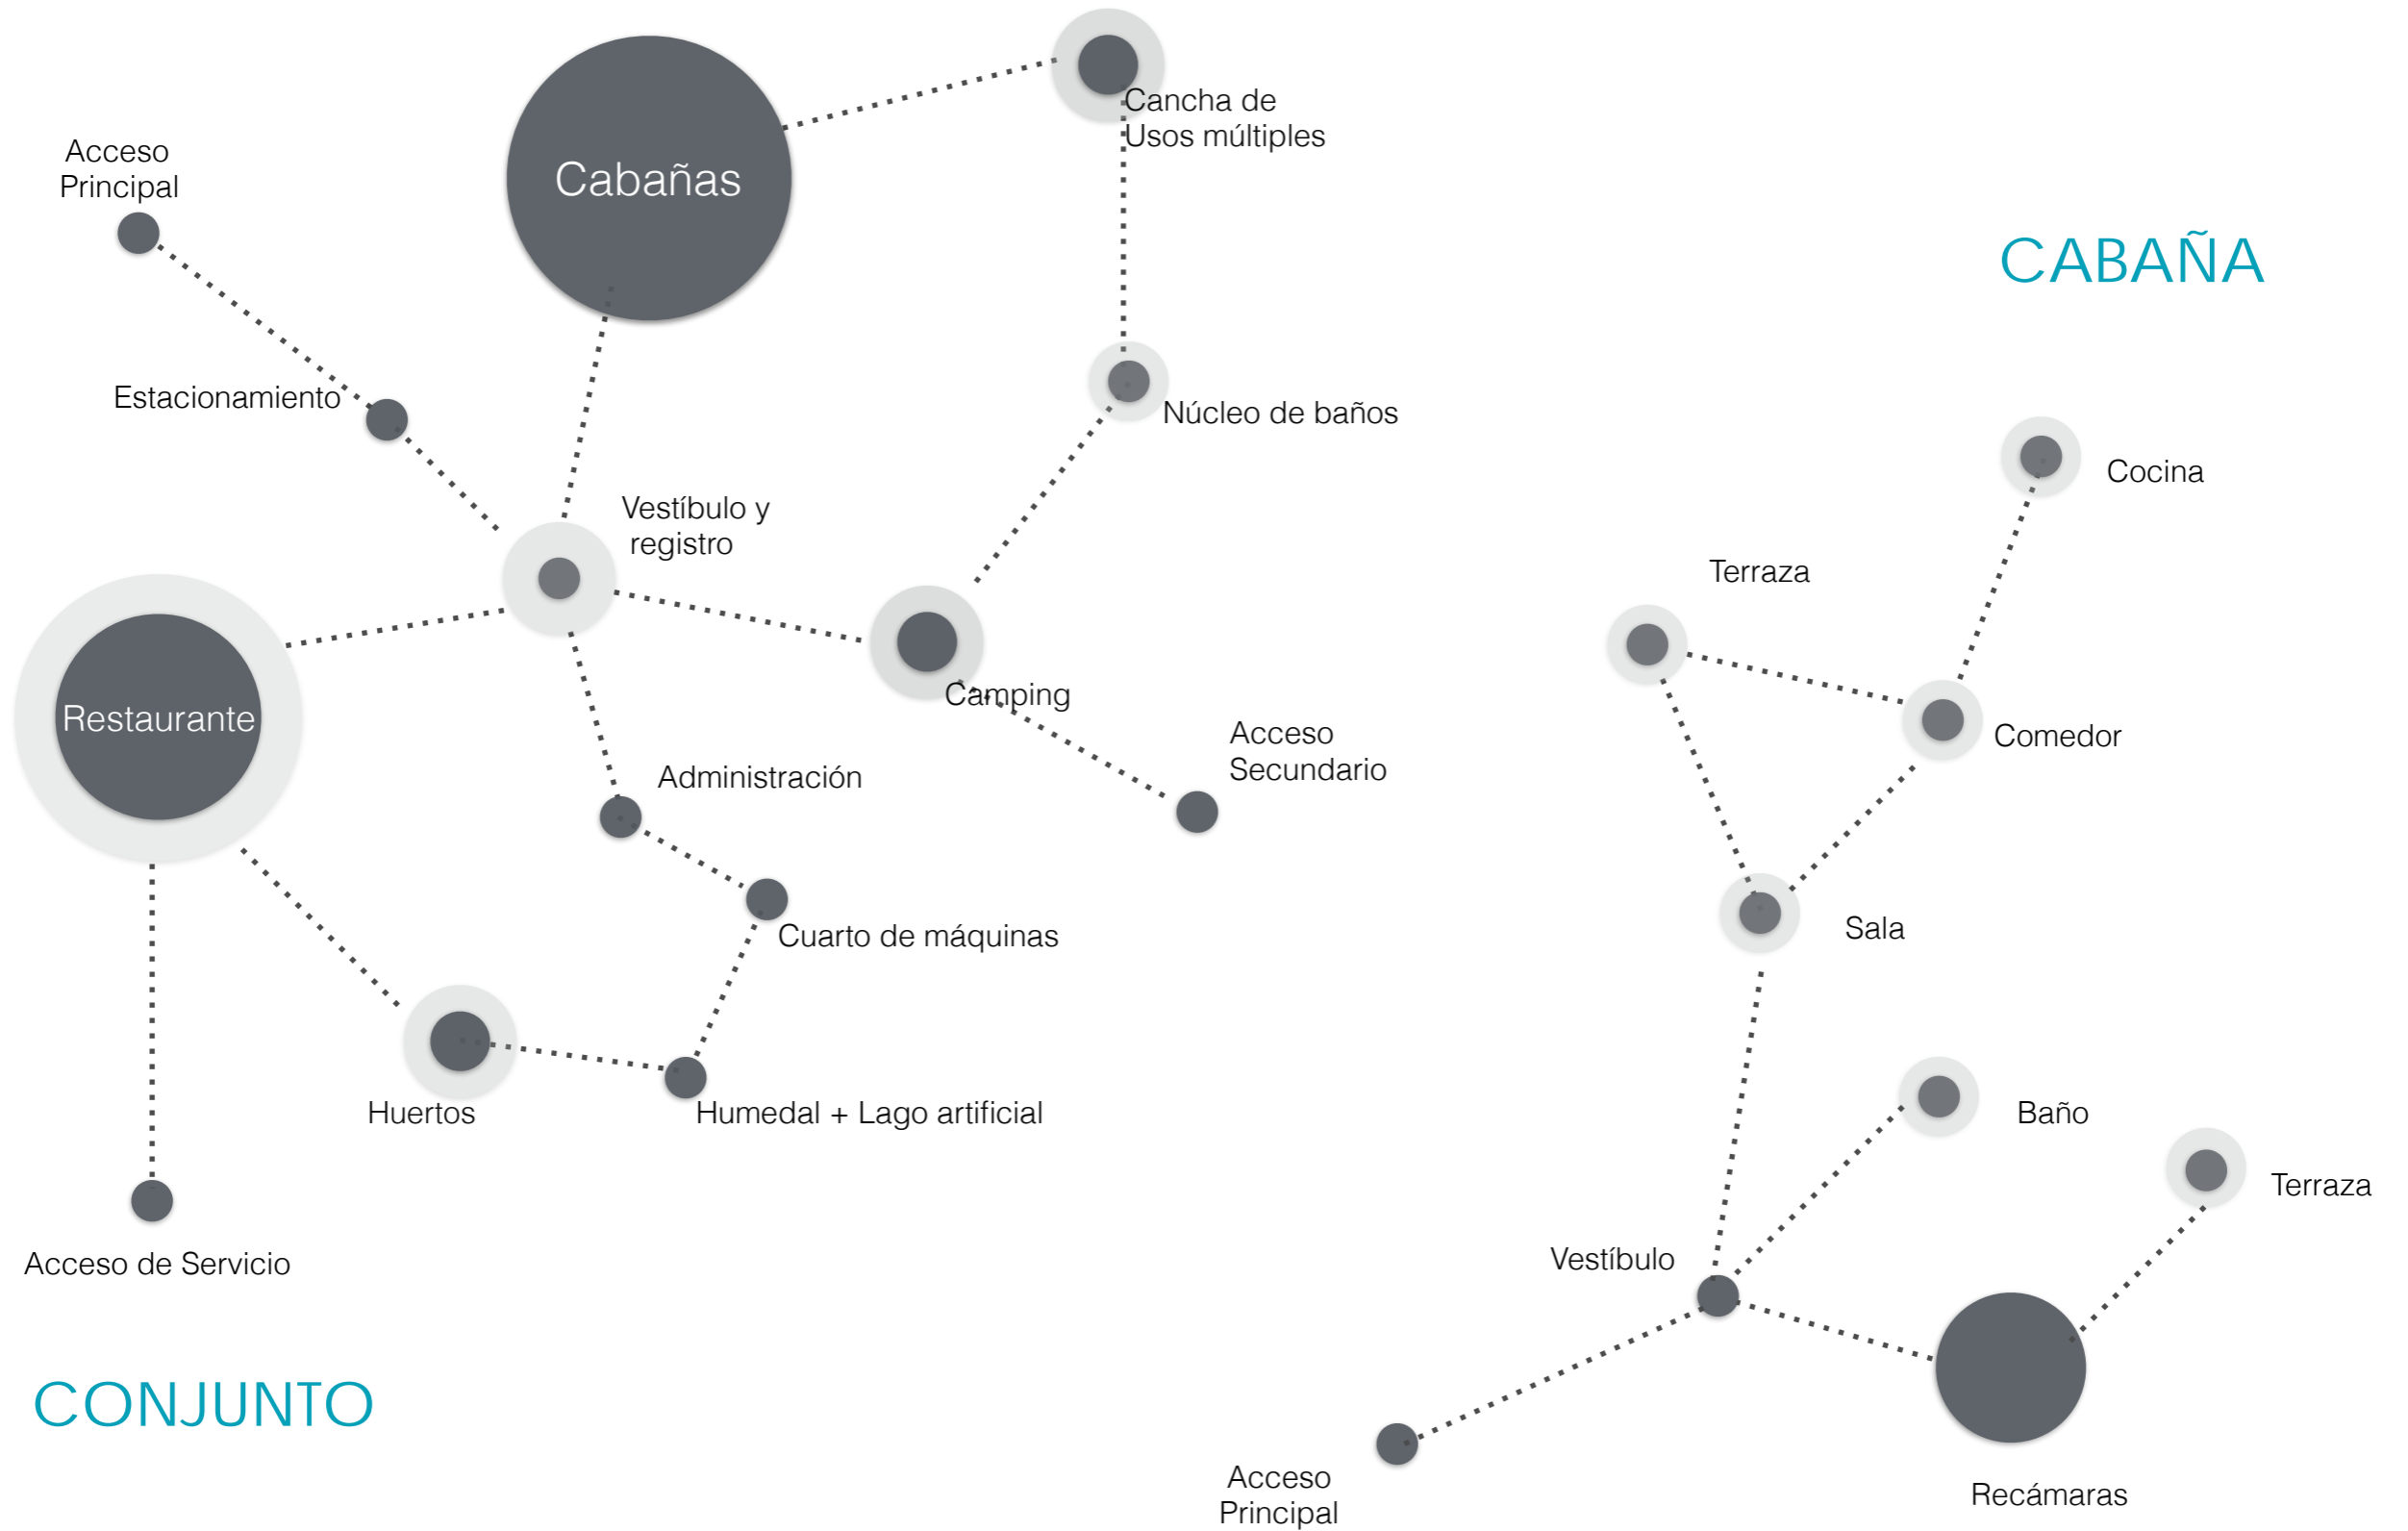 Cancha de
Usos múltiples
Acceso
Principal
Cabañas
CABAÑA
Estacionamiento
Núcleo de baños
Cocina
Vestíbulo y
registro
Terraza
Camping
Restaurante
Acceso
Secundario
Comedor
Administración
Cuarto de máquinas
Sala
Huertos
Humedal + Lago artificial
Baño
Terraza
Acceso de Servicio
Vestíbulo
CONJUNTO
Acceso
Principal
Recámaras